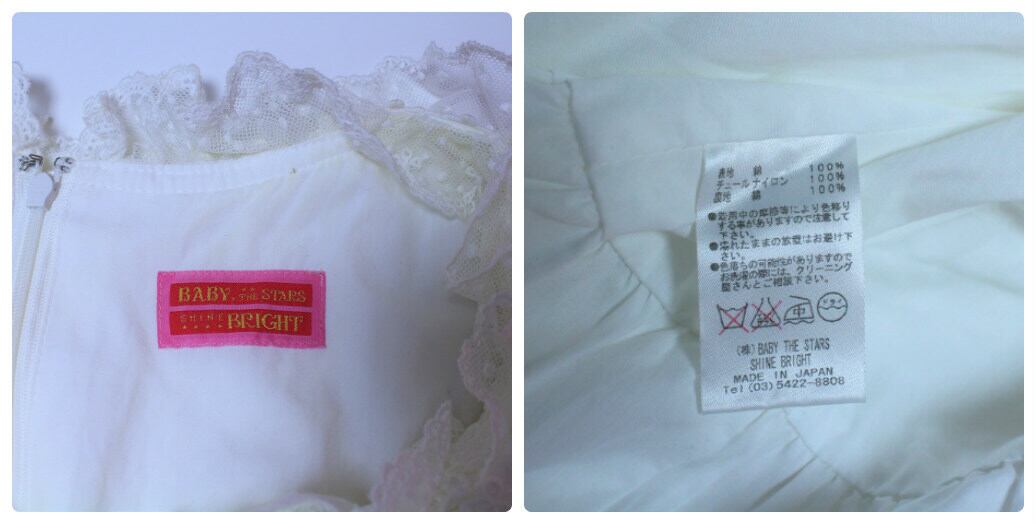 BABY, THE STARS
SHINE BRIGHT
表地 綿 100%
チュール ナイロン 100%
裏地 綿 100%
●着用中の摩擦等により色移り
する事がありますので注意して
下さい。
●濡れたままの放置はお避け下
さい。
●色落ちの可能性がありますので
お洗濯の際には、クリーニング
屋さんとご相談下さい。
中
(株) BABY THE STARS
SHINE BRIGHT
MADE IN JAPAN
Tel (03) 5422-8808